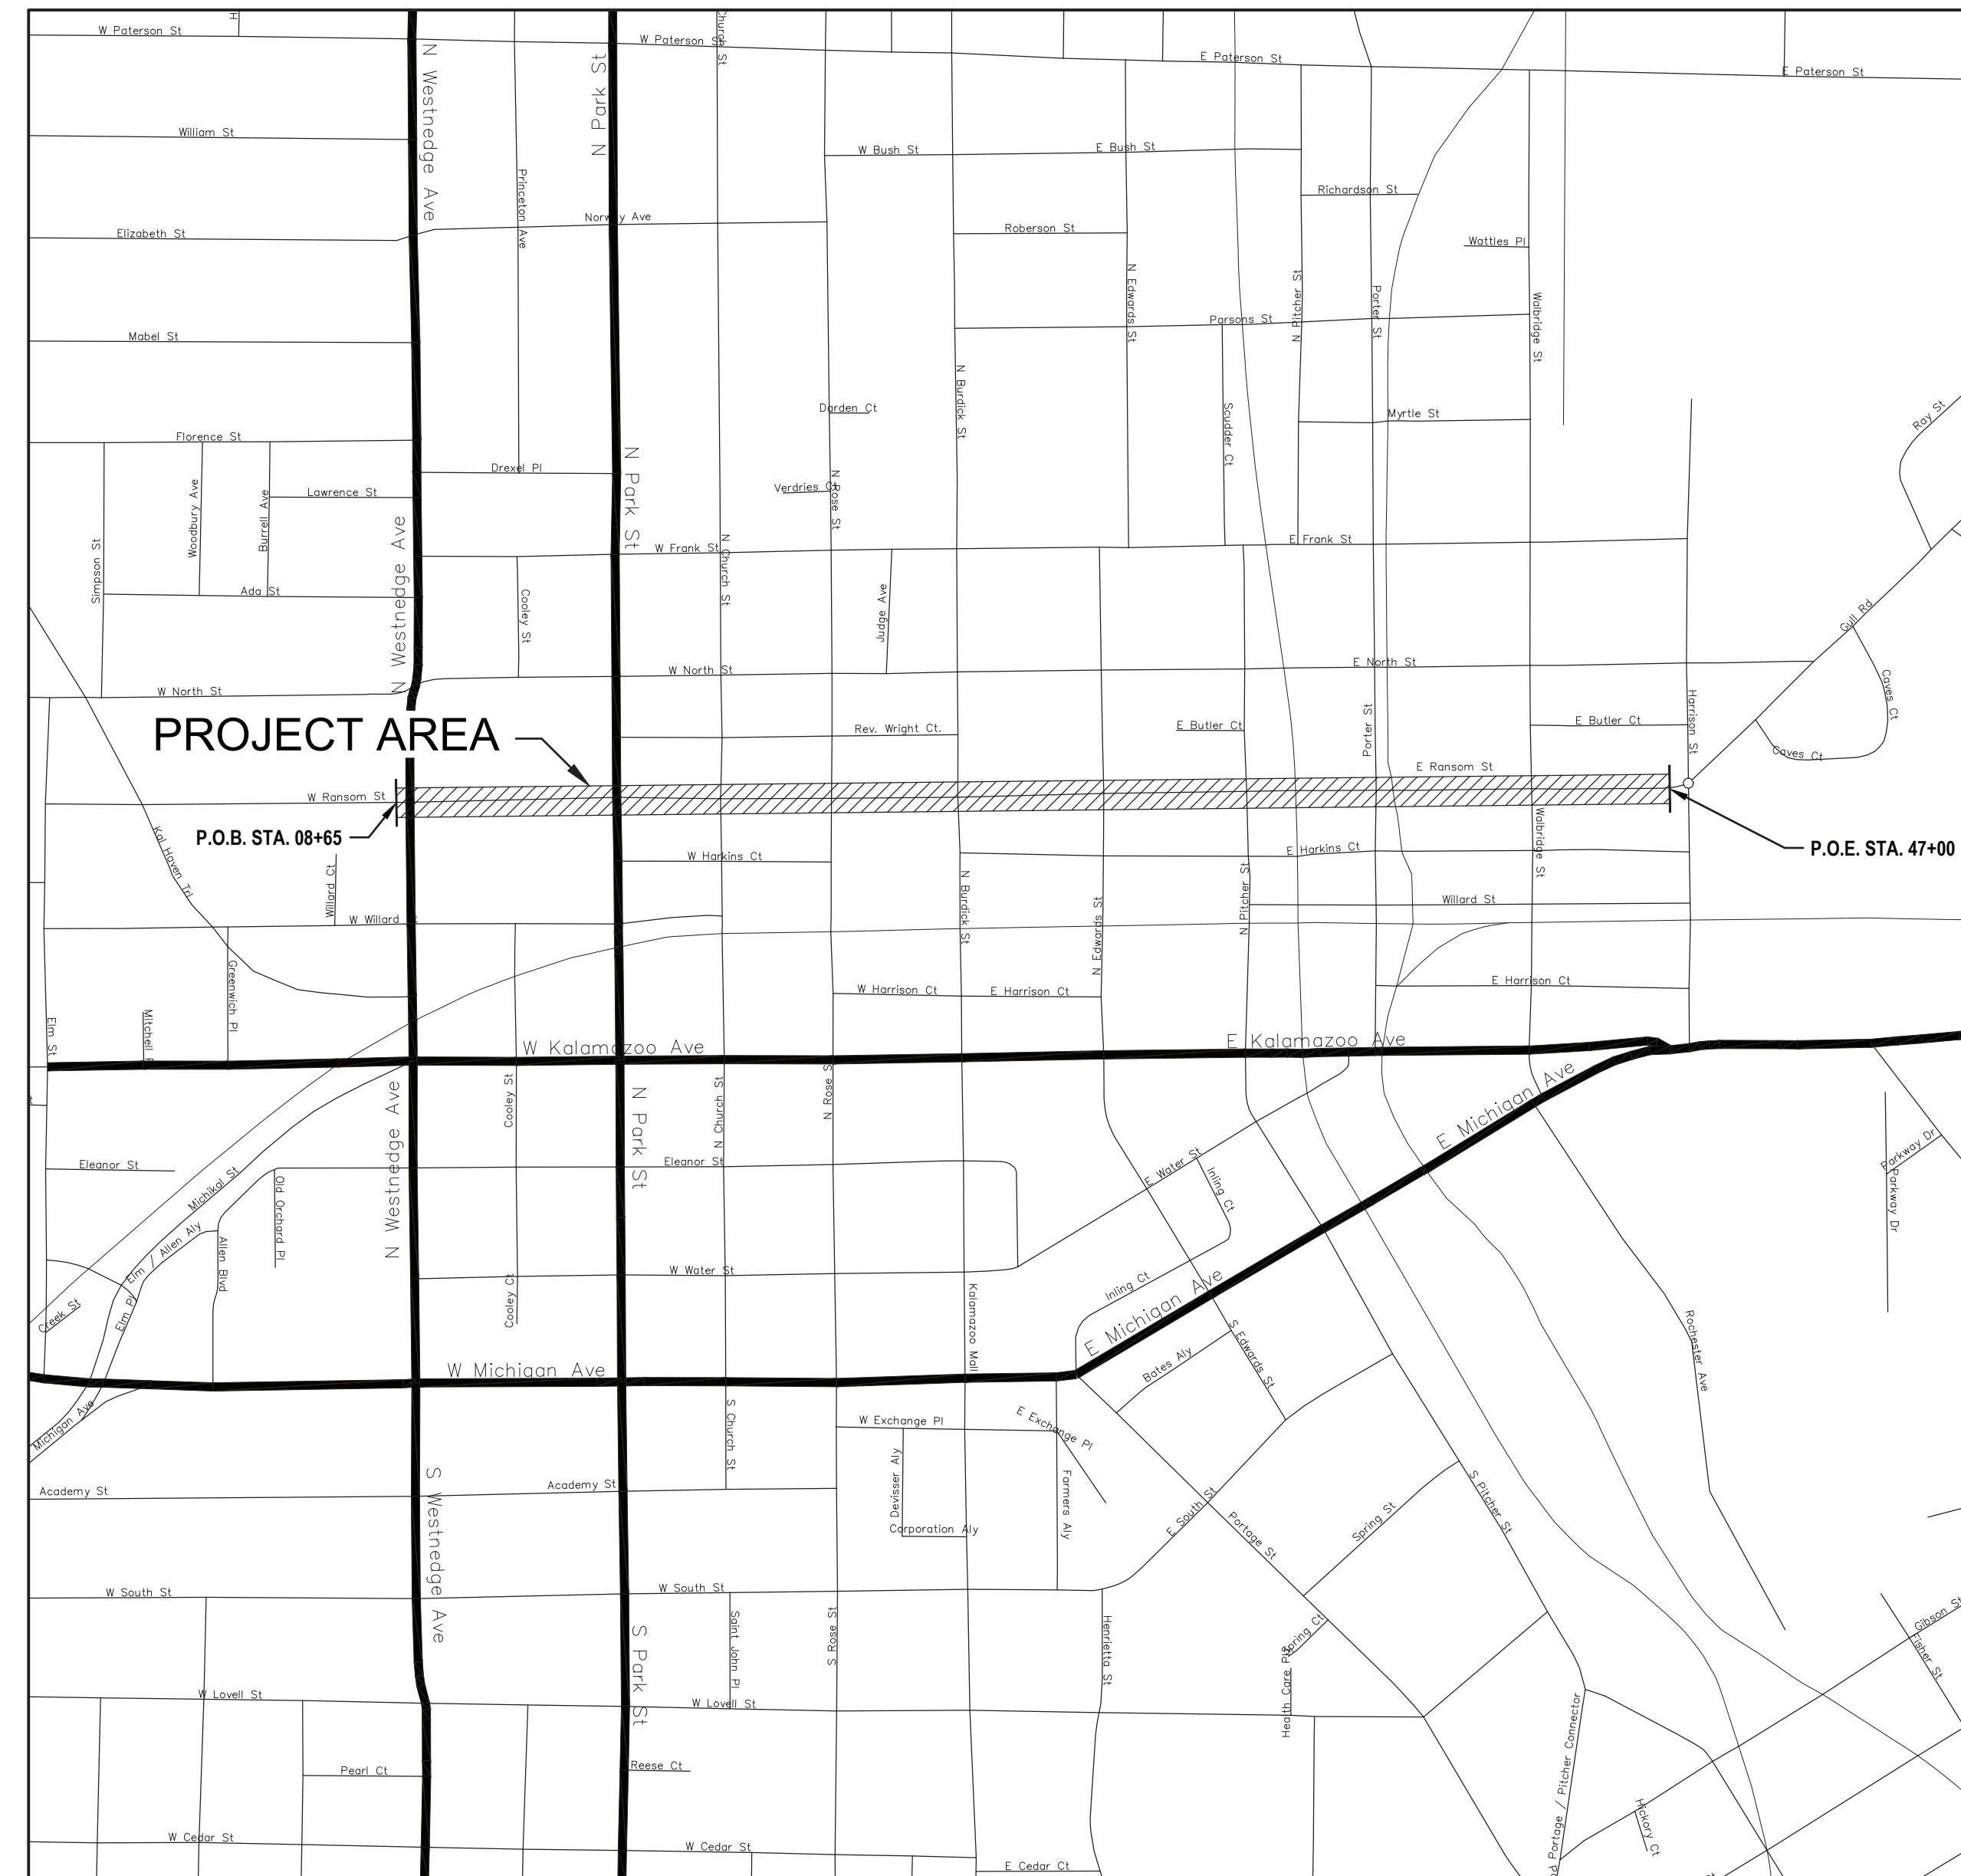 W Paterson St
W Paterson St
Church St
E Paterson St
E Paterson St
H
N Westnedge Ave
N Park St
William St
Princeton Ave
W Bush St
E Bush St
Richardson St
Elizabeth St
Norway Ave
Roberson St
Wattles Pl
N Edwards St
N Pitcher St
Porter St
Walbridge St
Parsons St
Mabel St
N Burdick St
Darden Ct
Scudder Ct
Myrtle St
Ray St
Florence St
Drexel Pl
N Park St
Lawrence St
Woodbury Ave
Burrell Ave
Verdries Ct
N Rose St
Simpson St
N Westnedge Ave
W Frank St
N Church St
E Frank St
Ada St
Cooley St
Judge Ave
Gull Rd
W North St
W North St
E North St
Caves Ct
Harrison St
PROJECT AREA
Rev. Wright Ct.
E Butler Ct
Porter St
E Butler Ct
Caves Ct
E Ransom St
W Ransom St
P.O.B. STA. 08+65
P.O.E. STA. 47+00
Kal Haven Trl
Willard Ct
W Harkins Ct
E Harkins Ct
Walbridge St
N Burdick St
N Edwards St
N Pitcher St
Willard St
W Willard
Greenwich Pl
W Harrison Ct
E Harrison Ct
E Harrison Ct
Elm St
Mitchell P
W Kalamazoo Ave
E Kalamazoo Ave
N Westnedge Ave
Cooley St
N Park St
N Church St
N Rose S
E Michigan Ave
Parkway Dr
Parkway Dr
Eleanor St
Eleanor St
Michikal St
Old Orchard Pl
E Water St
Inling Ct
Elm / Allen Aly
Allen Blvd
W Water St
Cooley Ct
Inling Ct
Creek St
Elm Pl
Kalamazoo Mall
E Michigan Ave
S Edwards St
Rochester Ave
W Michigan Ave
Bates Aly
Michigan Ave
S Church St
W Exchange Pl
E Exchange Pl
Devisser Aly
Farmers Aly
S Westnedge Ave
Academy St
Academy St
Corporation Aly
E South St
Portage St
Spring St
S Pitcher St
W South St
W South St
Saint John Pl
S Rose St
Henrietta St
Spring Ct
Health Care Plz
Gibson St
Fisher St
S Park St
W Lovell St
W Lovell St
Portage / Pitcher Connector
Pearl Ct
Reese Ct
Hickory Ct
W Cedar St
W Cedar St
E Cedar Ct